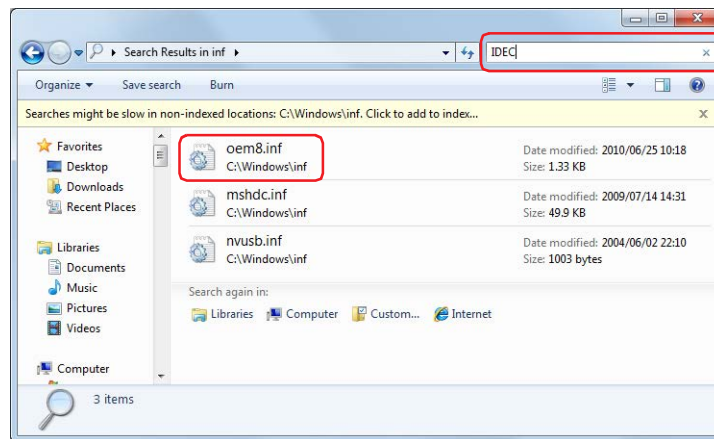 Search Results in inf
IDEC
Organize Save search Burn
Searches might be slow in non-indexed locations: C:\Windows\inf. Click to add to index...
Favorites
Desktop
Downloads
Recent Places
Libraries
Documents
Music
Pictures
Videos
Computer
oem8.inf
C:\Windows\inf
Date modified: 2010/06/25 10:18
Size: 1.33 KB
mshdc.inf
C:\Windows\inf
Date modified: 2009/07/14 14:31
Size: 49.9 KB
nvusb.inf
C:\Windows\inf
Date modified: 2004/06/02 22:10
Size: 1003 bytes
Search again in:
Libraries Computer Custom... Internet
3 items